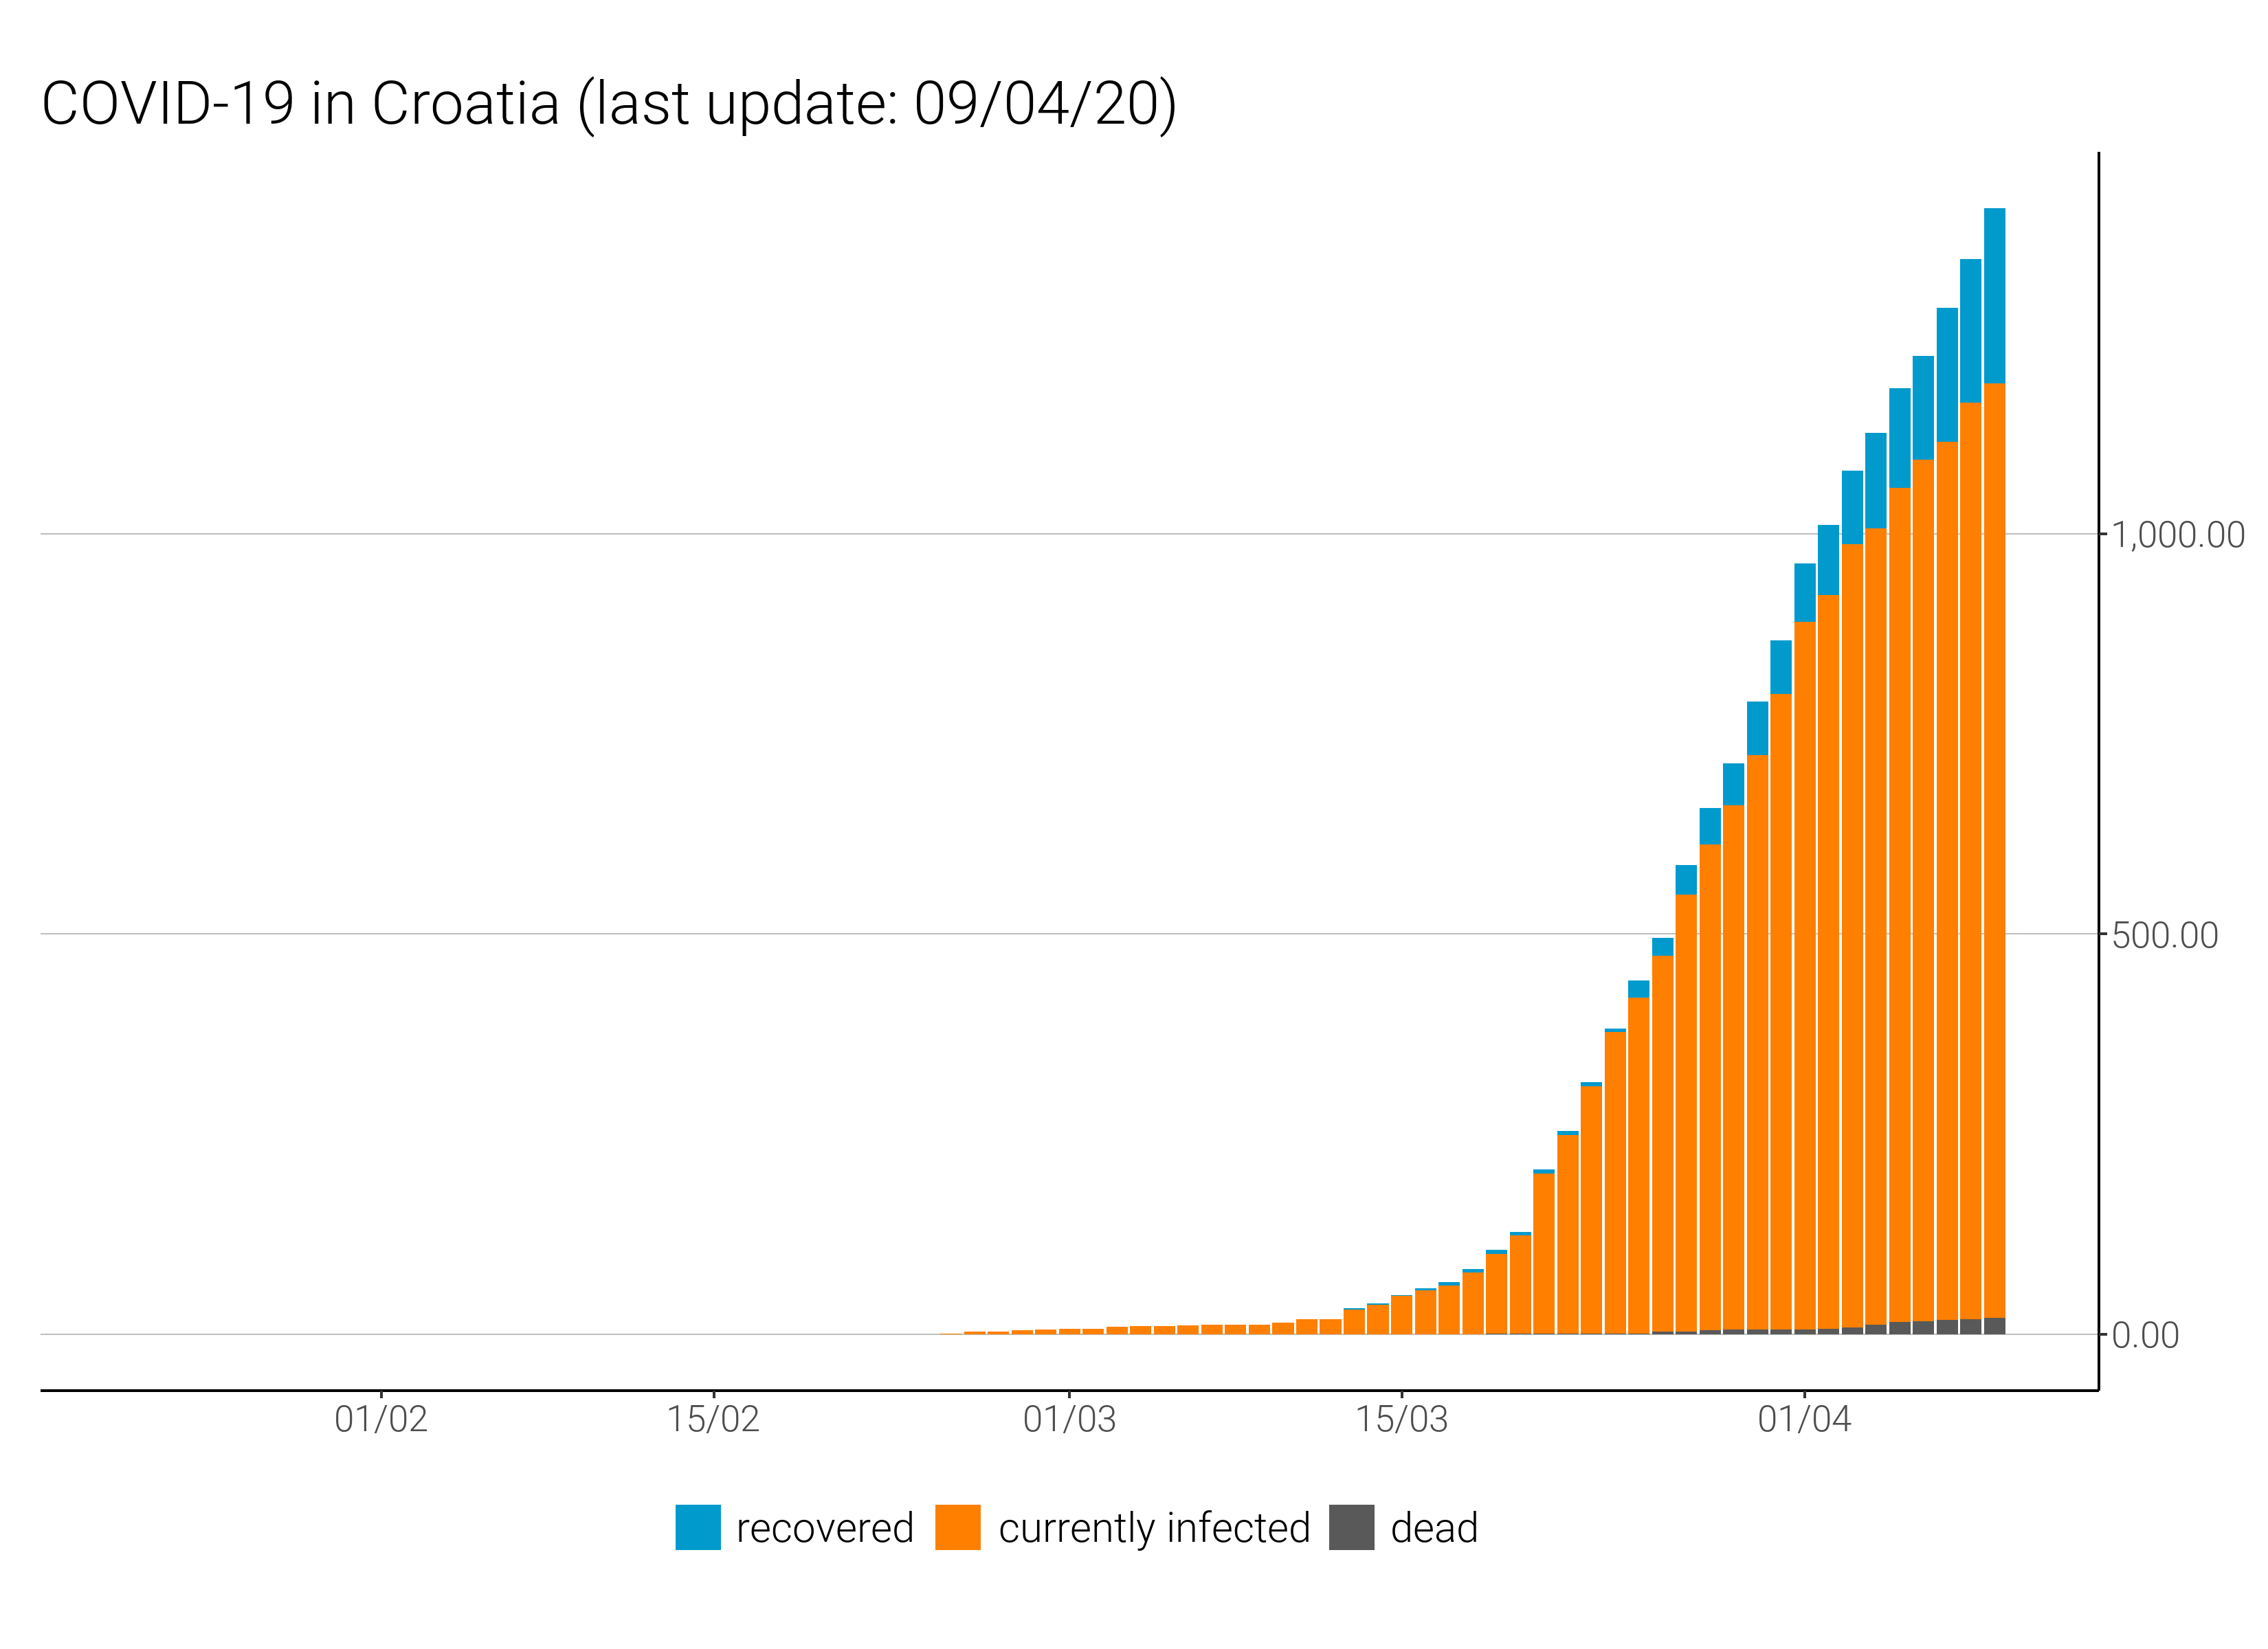 COVID-19 in Croatia (last update: 09/04/20)
1,000.00
500.00
0.00
01/02 15/02 01/03 15/03 01/04
recovered currently infected dead